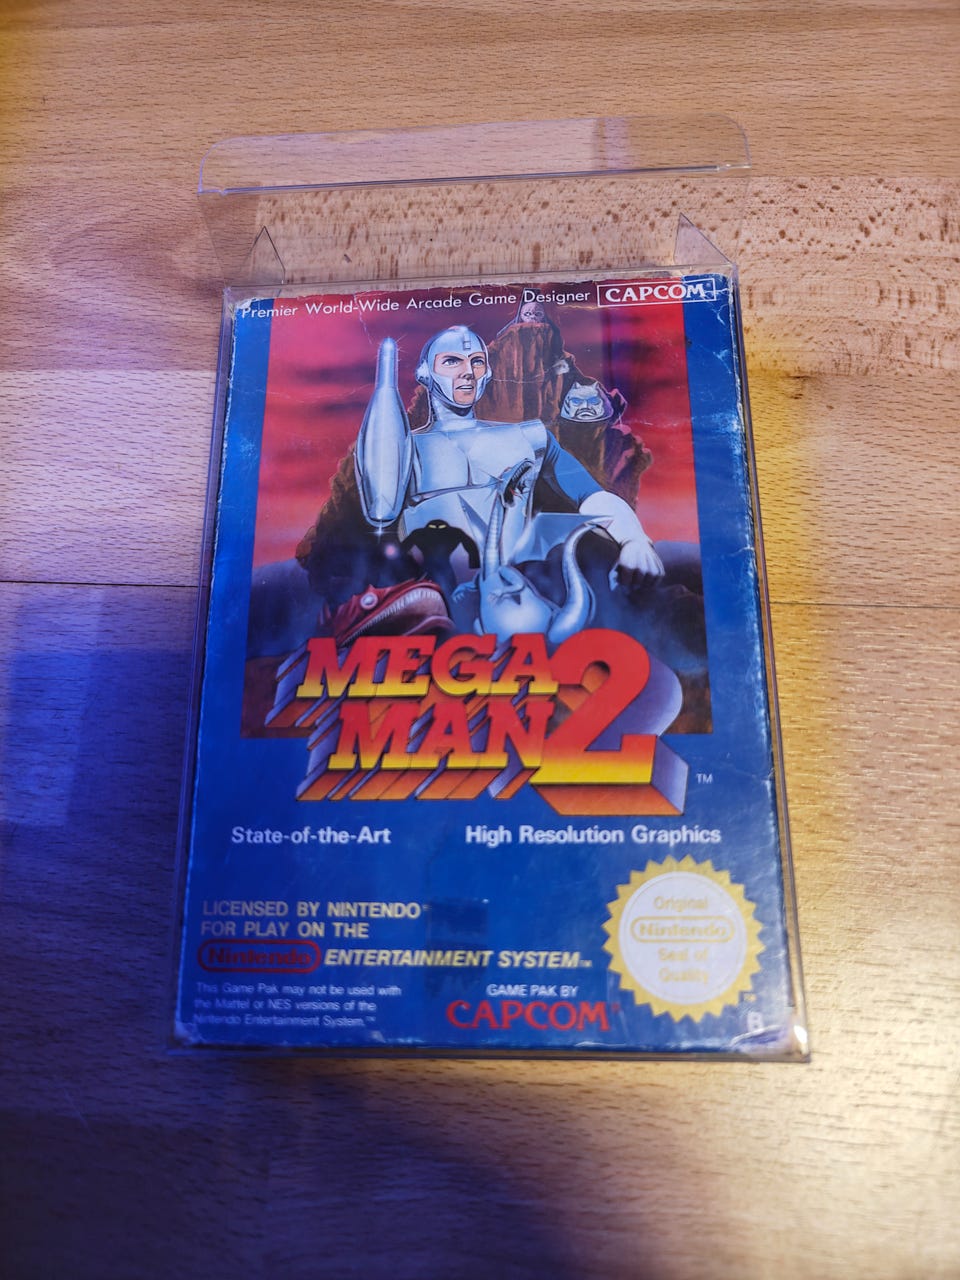 Premier World-Wide Arcade Game Designer CAPCOM
MEGA
MAN 2
TM
State-of-the-Art High Resolution Graphics
LICENSED BY NINTENDO
FOR PLAY ON THE
Nintendo ENTERTAINMENT SYSTEM™
This Game Pak may not be used with
the Mattel or NES versions of the
Nintendo Entertainment System.™
GAME PAK BY
CAPCOM®
Original
Nintendo
Seal of
Quality
B